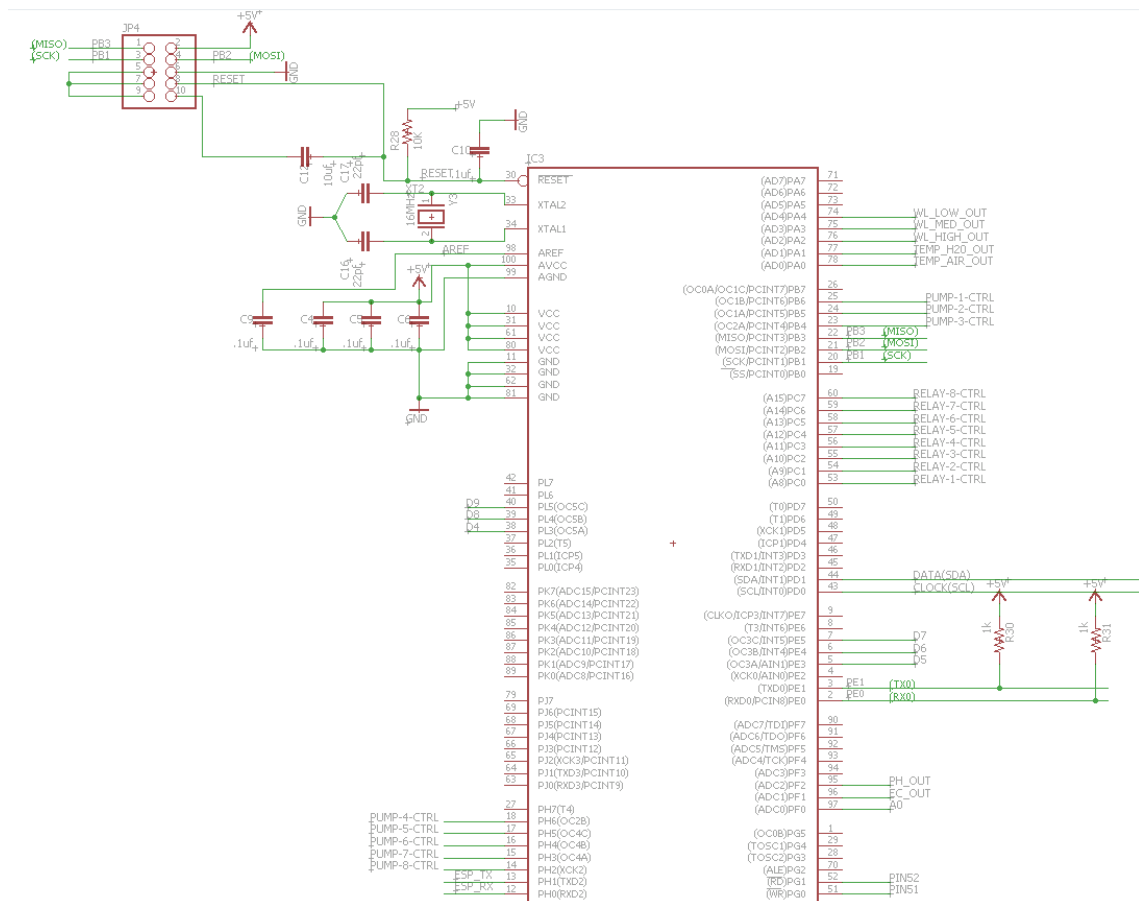 JP4
+5V
(MISO) PB3 1 2
(SCK) PB1 3 4 PB2 (MOSI)
5 6 GND
7 8 RESET
9 10
+5V
R28
10K
GND
C10
.1uf
C12
10uf
C17
22pf
RESET
XT2
16MHz
Y3
1
2
GND
C16
22pf
AREF
+5V
C9
.1uf
C4
.1uf
C5
.1uf
C6
.1uf
GND
IC3
30 RESET
33 XTAL2
34 XTAL1
98 AREF
100 AVCC
99 AGND
10 VCC
31 VCC
61 VCC
80 VCC
11 GND
32 GND
62 GND
81 GND
42 PL7
41 PL6
D9 40 PL5(OC5C)
D8 39 PL4(OC5B)
D4 38 PL3(OC5A)
37 PL2(T5)
36 PL1(ICP5)
35 PL0(ICP4)
82 PK7(ADC15/PCINT23)
83 PK6(ADC14/PCINT22)
84 PK5(ADC13/PCINT21)
85 PK4(ADC12/PCINT20)
86 PK3(ADC11/PCINT19)
87 PK2(ADC10/PCINT18)
88 PK1(ADC9/PCINT17)
89 PK0(ADC8/PCINT16)
79 PJ7
69 PJ6(PCINT15)
68 PJ5(PCINT14)
67 PJ4(PCINT13)
66 PJ3(PCINT12)
65 PJ2(XCK3/PCINT11)
64 PJ1(TXD3/PCINT10)
63 PJ0(RXD3/PCINT9)
27 PH7(T4)
PUMP-4-CTRL 18 PH6(OC2B)
PUMP-5-CTRL 17 PH5(OC4C)
PUMP-6-CTRL 16 PH4(OC4B)
PUMP-7-CTRL 15 PH3(OC4A)
PUMP-8-CTRL 14 PH2(XCK2)
ESP_TX 13 PH1(TXD2)
ESP_RX 12 PH0(RXD2)
(AD7)PA7 71
(AD6)PA6 72
(AD5)PA5 73
(AD4)PA4 74 WL_LOW_OUT
(AD3)PA3 75 WL_MED_OUT
(AD2)PA2 76 WL_HIGH_OUT
(AD1)PA1 77 TEMP_H20_OUT
(AD0)PA0 78 TEMP_AIR_OUT
(OC0A/OC1C/PCINT7)PB7 26
(OC1B/PCINT6)PB6 25 PUMP-1-CTRL
(OC1A/PCINT5)PB5 24 PUMP-2-CTRL
(OC2A/PCINT4)PB4 23 PUMP-3-CTRL
(MISO/PCINT3)PB3 22 PB3 (MISO)
(MOSI/PCINT2)PB2 21 PB2 (MOSI)
(SCK/PCINT1)PB1 20 PB1 (SCK)
(SS/PCINT0)PB0 19
(A15)PC7 60 RELAY-8-CTRL
(A14)PC6 59 RELAY-7-CTRL
(A13)PC5 58 RELAY-6-CTRL
(A12)PC4 57 RELAY-5-CTRL
(A11)PC3 56 RELAY-4-CTRL
(A10)PC2 55 RELAY-3-CTRL
(A9)PC1 54 RELAY-2-CTRL
(A8)PC0 53 RELAY-1-CTRL
(T0)PD7 50
(T1)PD6 49
(XCK1)PD5 48
(ICP1)PD4 47
(TXD1/INT3)PD3 46
(RXD1/INT2)PD2 45
(SDA/INT1)PD1 44 DATA(SDA)
(SCL/INT0)PD0 43 CLOCK(SCL)
+5V +5V
1k R30 1k R31
(CLKO/ICP3/INT7)PE7 9
(T3/INT6)PE6 8
(OC3C/INT5)PE5 7 D7
(OC3B/INT4)PE4 6 D6
(OC3A/AIN1)PE3 5 D5
(XCK0/AIN0)PE2 4
(TXD0)PE1 3 PE1 (TX0)
(RXD0/PCIN8)PE0 2 PE0 (RX0)
(ADC7/TDI)PF7 90
(ADC6/TDO)PF6 91
(ADC5/TMS)PF5 92
(ADC4/TCK)PF4 93
(ADC3)PF3 94
(ADC2)PF2 95 PH_OUT
(ADC1)PF1 96 EC_OUT
(ADC0)PF0 97 A0
(OC0B)PG5 1
(TOSC1)PG4 29
(TOSC2)PG3 28
(ALE)PG2 70
(RD)PG1 52 PIN52
(WR)PG0 51 PIN51